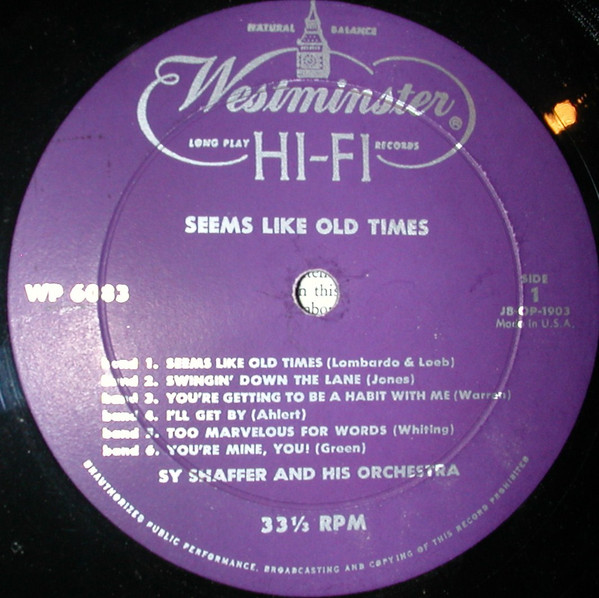 NATURAL BALANCE
Westminster ®
LONG PLAY RECORDS
HI-FI
SEEMS LIKE OLD TIMES
WP 6083
SIDE
1
JB-OP-1903
Made in U.S.A.
n this
band 1. SEEMS LIKE OLD TIMES (Lombardo & Loeb)
band 2. SWINGIN' DOWN THE LANE (Jones)
band 3. YOU'RE GETTING TO BE A HABIT WITH ME (Warren)
band 4. I'LL GET BY (Ahlert)
band 5. TOO MARVELOUS FOR WORDS (Whiting)
band 6. YOU'RE MINE, YOU! (Green)
SY SHAFFER AND HIS ORCHESTRA
33⅓ RPM
UNAUTHORIZED PUBLIC PERFORMANCE, BROADCASTING AND COPYING OF THIS RECORD PROHIBITED